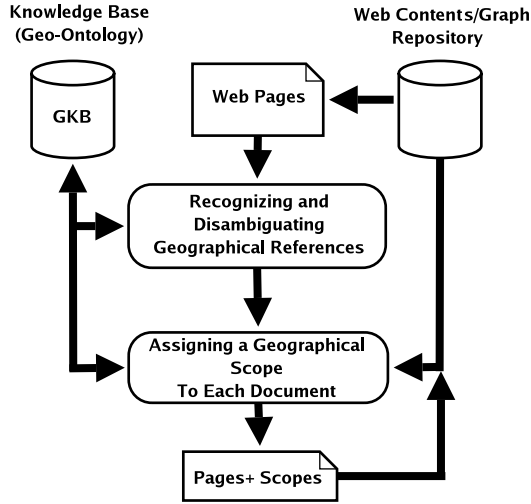 Knowledge Base
(Geo-Ontology)
Web Contents/Graph
Repository
GKB
Web Pages
Recognizing and
Disambiguating
Geographical References
Assigning a Geographical
Scope
To Each Document
Pages+ Scopes